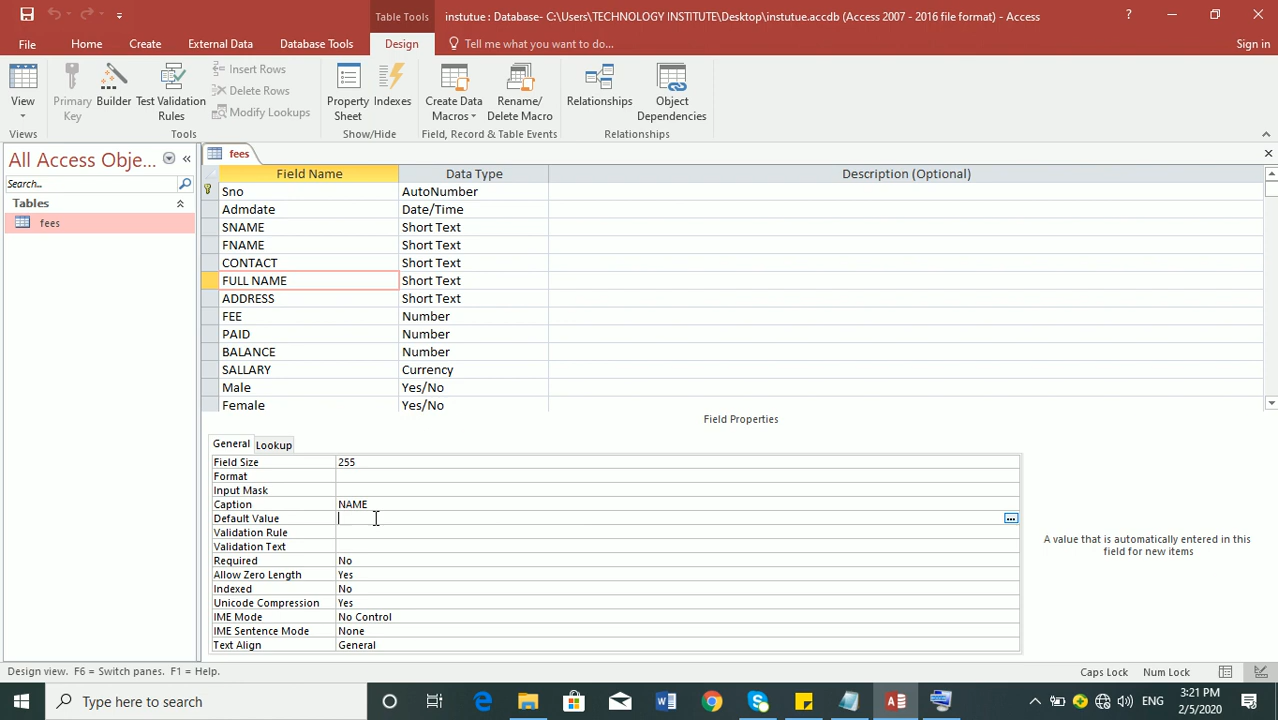 Table Tools
instutue : Database- C:\Users\TECHNOLOGY INSTITUTE\Desktop\instutue.accdb (Access 2007 - 2016 file format) - Access
?
File Home Create External Data Database Tools Design Tell me what you want to do... Sign in
View
Primary Key
Builder
Test Validation Rules
Insert Rows
Delete Rows
Modify Lookups
Property Sheet
Indexes
Create Data Macros
Rename/ Delete Macro
Relationships
Object Dependencies
Views Tools Show/Hide Field, Record & Table Events Relationships
All Access Obje...
Search...
Tables
fees
fees
Field Name Data Type Description (Optional)
Sno AutoNumber
Admdate Date/Time
SNAME Short Text
FNAME Short Text
CONTACT Short Text
FULL NAME Short Text
ADDRESS Short Text
FEE Number
PAID Number
BALANCE Number
SALLARY Currency
Male Yes/No
Female Yes/No
Field Properties
General Lookup
Field Size 255
Format
Input Mask
Caption NAME
Default Value
Validation Rule
Validation Text
Required No
Allow Zero Length Yes
Indexed No
Unicode Compression Yes
IME Mode No Control
IME Sentence Mode None
Text Align General
A value that is automatically entered in this
field for new items
Design view. F6 = Switch panes. F1 = Help. Caps Lock Num Lock
Type here to search
ENG
3:21 PM
2/5/2020